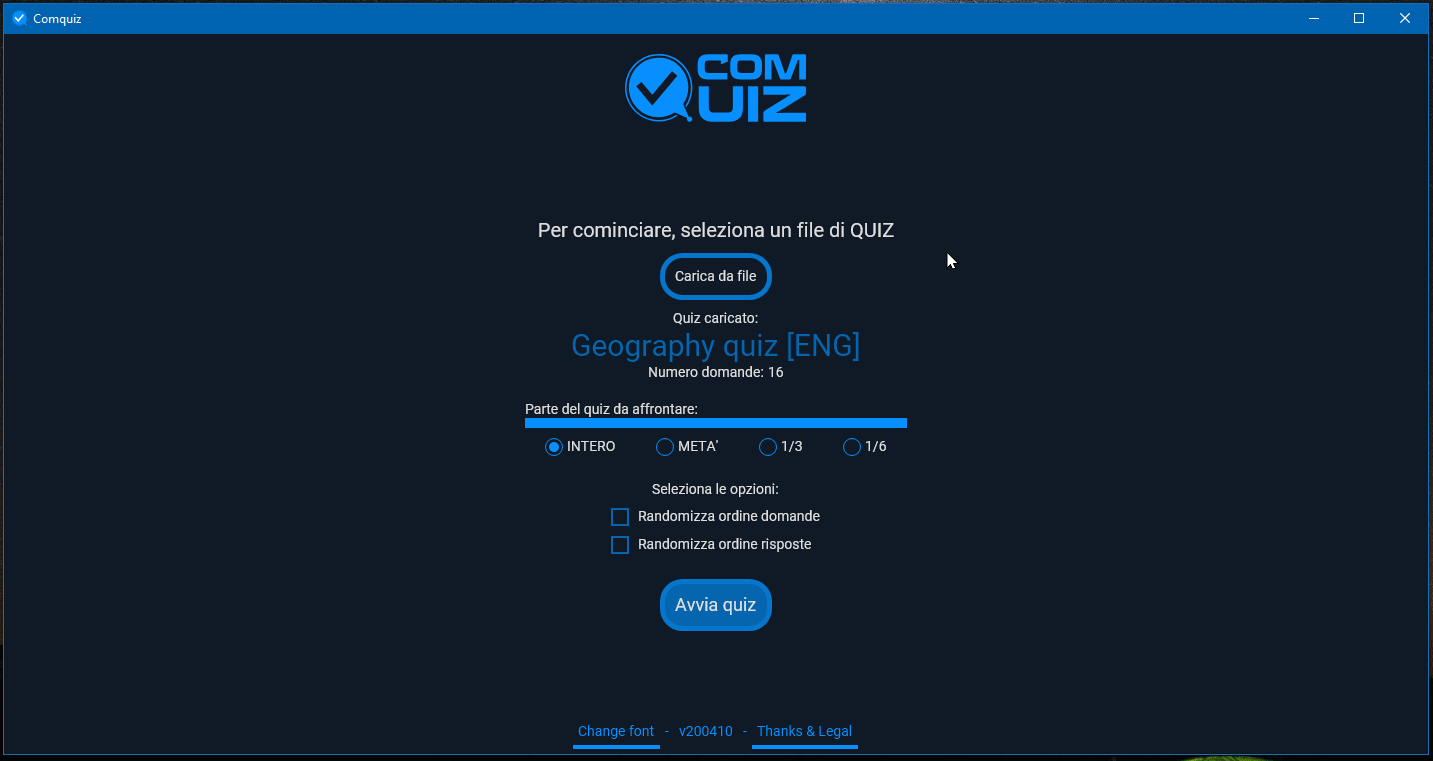 Comquiz
COM
UIZ
Per cominciare, seleziona un file di QUIZ
Carica da file
Quiz caricato:
Geography quiz [ENG]
Numero domande: 16
Parte del quiz da affrontare:
INTERO META' 1/3 1/6
Seleziona le opzioni:
Randomizza ordine domande
Randomizza ordine risposte
Avvia quiz
Change font - v200410 - Thanks & Legal